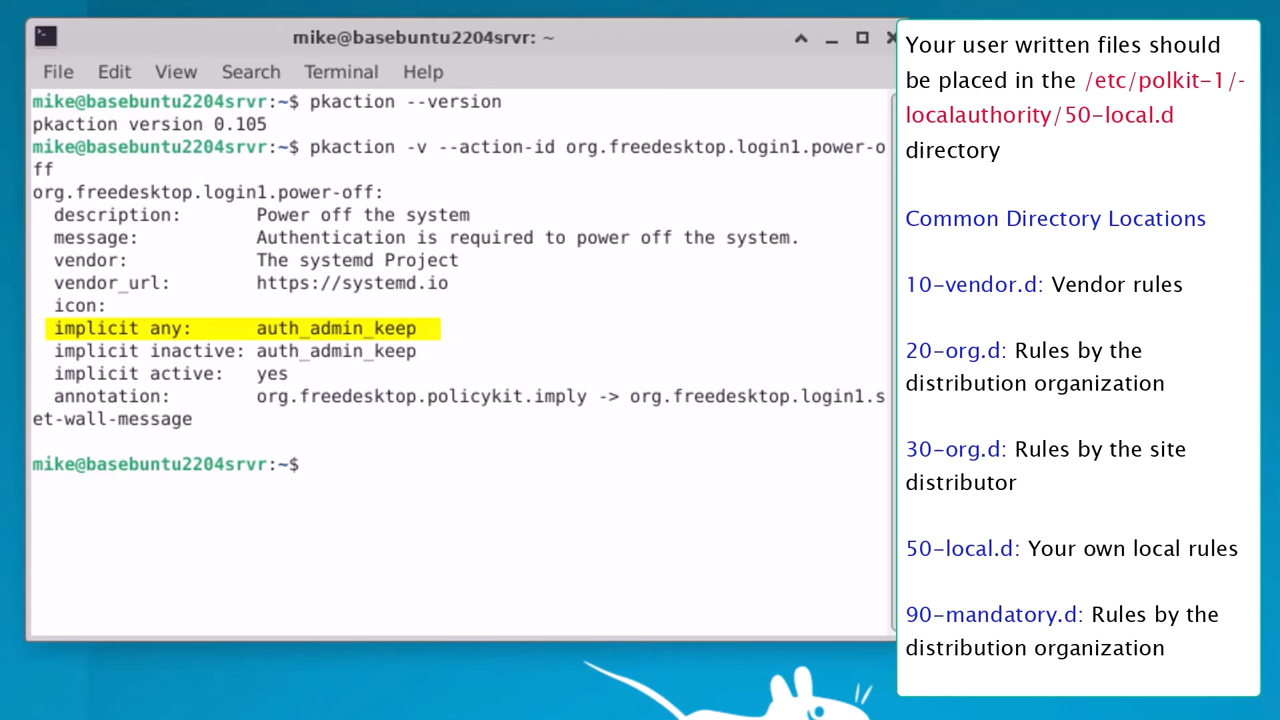 mike@basebuntu2204srvr: ~
File Edit View Search Terminal Help
mike@basebuntu2204srvr:~$ pkaction --version
pkaction version 0.105
mike@basebuntu2204srvr:~$ pkaction -v --action-id org.freedesktop.login1.power-o
ff
org.freedesktop.login1.power-off:
description: Power off the system
message: Authentication is required to power off the system.
vendor: The systemd Project
vendor_url: https://systemd.io
icon:
implicit any: auth_admin_keep
implicit inactive: auth_admin_keep
implicit active: yes
annotation: org.freedesktop.policykit.imply -> org.freedesktop.login1.s
et-wall-message
mike@basebuntu2204srvr:~$
Your user written files should
be placed in the /etc/polkit-1/-
localauthority/50-local.d
directory
Common Directory Locations
10-vendor.d: Vendor rules
20-org.d: Rules by the
distribution organization
30-org.d: Rules by the site
distributor
50-local.d: Your own local rules
90-mandatory.d: Rules by the
distribution organization